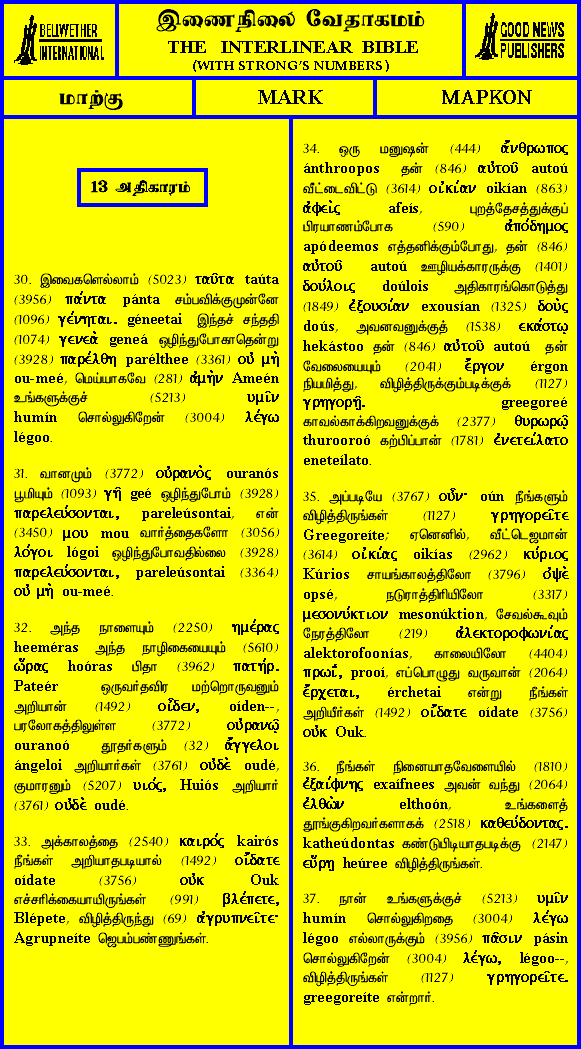 BELLWETHER
INTERNATIONAL
இணைநிலை வேதாகமம்
THE INTERLINEAR BIBLE
(WITH STRONG'S NUMBERS)
GOOD NEWS
PUBLISHERS
மாற்கு
MARK
ΜΑΡΚΟΝ
13 அதிகாரம்
30. இவைகளெல்லாம் (5023) ταῦτα taúta
(3956) πάντα pánta சம்பவிக்குமுன்னே
(1096) γένηται. géneetai இந்தச் சந்ததி
(1074) γενεὰ geneá ஒழிந்துபோகாதென்று
(3928) παρέλθη parélthee (3361) οὐ μὴ
ou-meé, மெய்யாகவே (281) ἀμὴν Ameén
உங்களுக்குச் (5213) υμῖν
humín சொல்லுகிறேன் (3004) λέγω
légoo.
31. வானமும் (3772) οὐρανὸς ouranós
பூமியும் (1093) γῆ geé ஒழிந்துபோம் (3928)
παρελεύσονται, pareleúsontai, என்
(3450) μου mou வார்த்தைகளோ (3056)
λόγοι lógoi ஒழிந்துபோவதில்லை (3928)
παρελεύσονται, pareleúsontai (3364)
οὐ μὴ ou-meé.
32. அந்த நாளையும் (2250) ημέρας
heeméras அந்த நாழிகையையும் (5610)
ὥρας hoóras பிதா (3962) πατήρ.
Pateér ஒருவர்தவிர மற்றொருவனும்
அறியான் (1492) οἶδεν, oíden--,
பரலோகத்திலுள்ள (3772) οὐρανῷ
ouranoó தூதர்களும் (32) ἄγγελοι
ángeloi அறியார்கள் (3761) οὐδὲ oudé,
குமாரனும் (5207) υιός, Huiós அறியார்
(3761) οὐδὲ oudé.
33. அக்காலத்தை (2540) καιρός kairós
நீங்கள் அறியாதபடியால் (1492) οἴδατε
oídate (3756) οὐκ Ouk
எச்சரிக்கையாயிருங்கள் (991) βλέπετε,
Blépete, விழித்திருந்து (69) ἀγρυπνεῖτε·
Agrupneíte ஜெபம்பண்ணுங்கள்.
34. ஒரு மனுஷன் (444) ἄνθρωπος
ánthroopos தன் (846) αὐτοῦ autoú
வீட்டைவிட்டு (3614) οἰκίαν oikían (863)
ἀφεὶς afeís, புறத்தேசத்துக்குப்
பிரயாணம்போக (590) ἀπόδημος
apódeemos எத்தனிக்கும்போது, தன் (846)
αὐτοῦ autoú ஊழியக்காரருக்கு (1401)
δούλοις doúlois அதிகாரங்கொடுத்து
(1849) ἐξουσίαν exousían (1325) δοὺς
doús, அவனவனுக்குத் (1538) εκάστῳ
hekástoo தன் (846) αὐτοῦ autoú தன்
வேலையையும் (2041) ἔργον érgon
நியமித்து, விழித்திருக்கும்படிக்குக் (1127)
γρηγορῇ. greegoreé
காவல்காக்கிறவனுக்குக் (2377) θυρωρῷ
thurooroó கற்பிப்பான் (1781) ἐνετείλατο
eneteílato.
35. அப்படியே (3767) οὖν· oún நீங்களும்
விழித்திருங்கள் (1127) γρηγορεῖτε
Greegoreíte; ஏனெனில், வீட்டெஜமான்
(3614) οἰκίας oikías (2962) κύριος
Kúrios சாயங்காலத்திலோ (3796) ὀψὲ
opsé, நடுராத்திரியிலோ (3317)
μεσονύκτιον mesonúktion, சேவல்கூவும்
நேரத்திலோ (219) ἀλεκτοροφωνίας
alektorofoonías, காலையிலோ (4404)
πρωί, prooí, எப்பொழுது வருவான் (2064)
ἔρχεται, érchetai என்று நீங்கள்
அறியீர்கள் (1492) οἴδατε oídate (3756)
οὐκ Ouk.
36. நீங்கள் நினையாதவேளையில் (1810)
ἐξαίφνης exaífnees அவன் வந்து (2064)
ἐλθὼν elthoón, உங்களைத்
தூங்குகிறவர்களாகக் (2518) καθεύδοντας.
katheúdontas கண்டுபிடியாதபடிக்கு (2147)
εὕρη heúree விழித்திருங்கள்.
37. நான் உங்களுக்குச் (5213) υμῖν
humín சொல்லுகிறதை (3004) λέγω
légoo எல்லாருக்கும் (3956) πᾶσιν pásin
சொல்லுகிறேன் (3004) λέγω, légoo--,
விழித்திருங்கள் (1127) γρηγορεῖτε.
greegoreíte என்றார்.